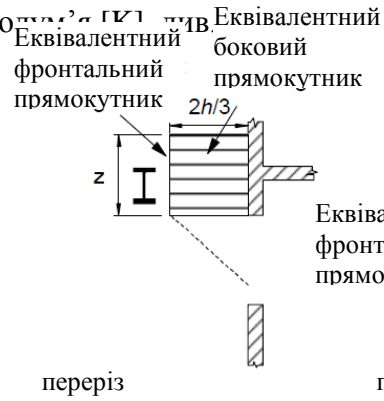 Еквівалентний
фронтальний
прямокутник
Еквівалентний
боковий
прямокутник
2h/3
z
переріз